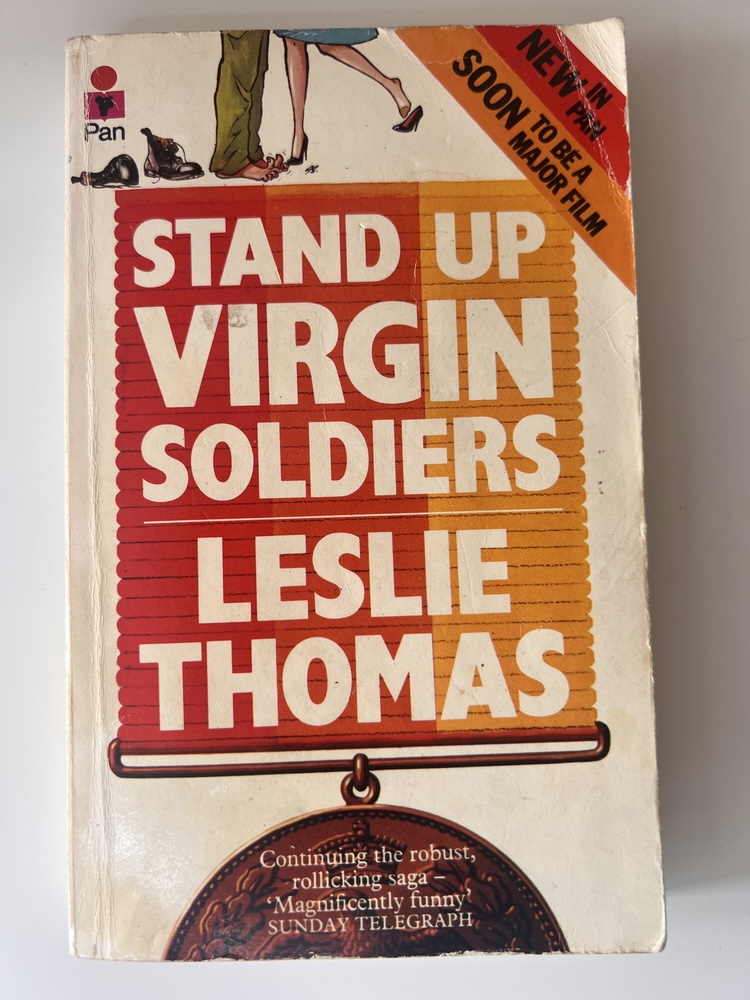 Pan
NEW IN
PAN
SOON TO BE A
MAJOR FILM
STAND UP
VIRGIN
SOLDIERS
LESLIE
THOMAS
Continuing the robust,
rollicking saga –
‘Magnificently funny’
SUNDAY TELEGRAPH